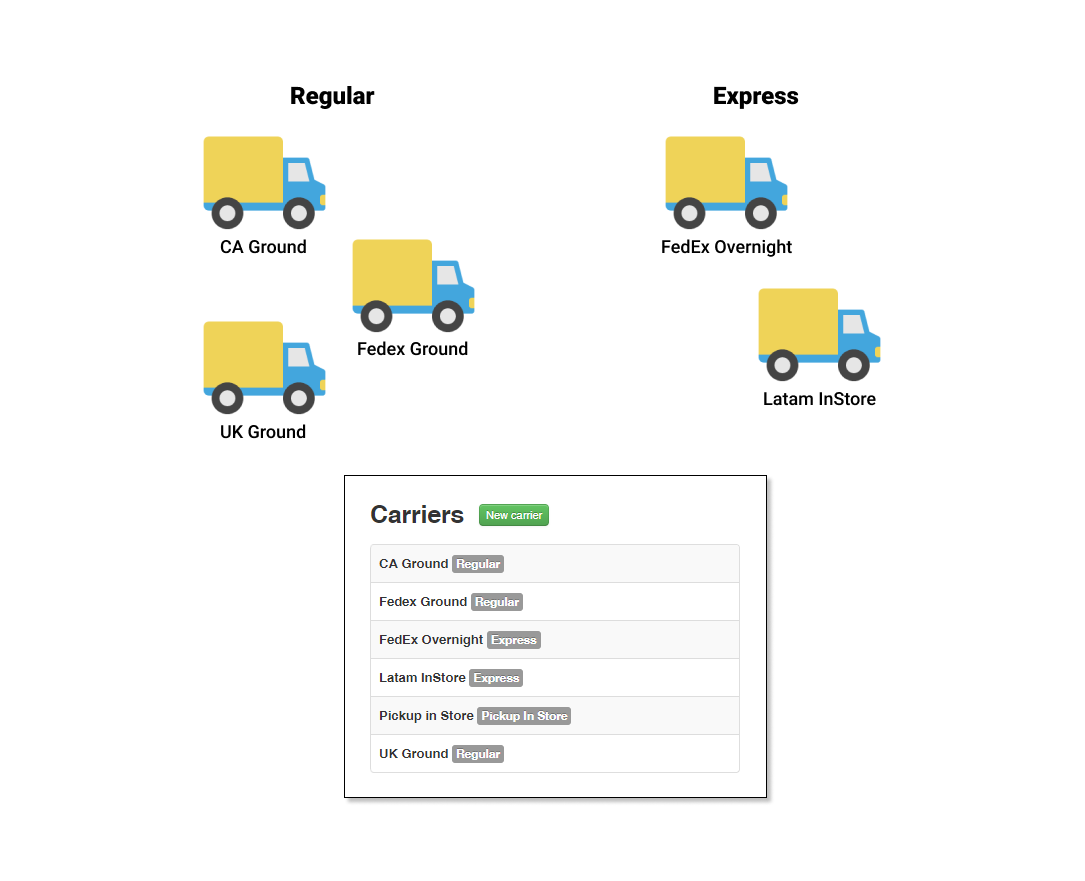 Regular
Express
CA Ground
FedEx Overnight
Fedex Ground
Latam InStore
UK Ground
Carriers New carrier
CA Ground Regular
Fedex Ground Regular
FedEx Overnight Express
Latam InStore Express
Pickup in Store Pickup In Store
UK Ground Regular